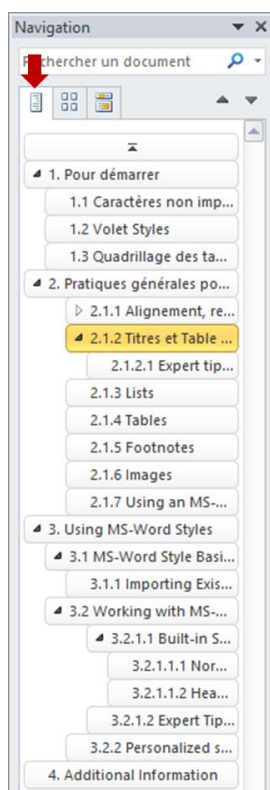 Navigation
Rechercher un document
1. Pour démarrer
1.1 Caractères non imp...
1.2 Volet Styles
1.3 Quadrillage des ta...
2. Pratiques générales po...
2.1.1 Alignement, re...
2.1.2 Titres et Table ...
2.1.2.1 Expert tip...
2.1.3 Lists
2.1.4 Tables
2.1.5 Footnotes
2.1.6 Images
2.1.7 Using an MS-...
3. Using MS-Word Styles
3.1 MS-Word Style Basi...
3.1.1 Importing Exis...
3.2 Working with MS-...
3.2.1.1 Built-in S...
3.2.1.1.1 Nor...
3.2.1.1.2 Hea...
3.2.1.2 Expert Tip...
3.2.2 Personalized s...
4. Additional Information